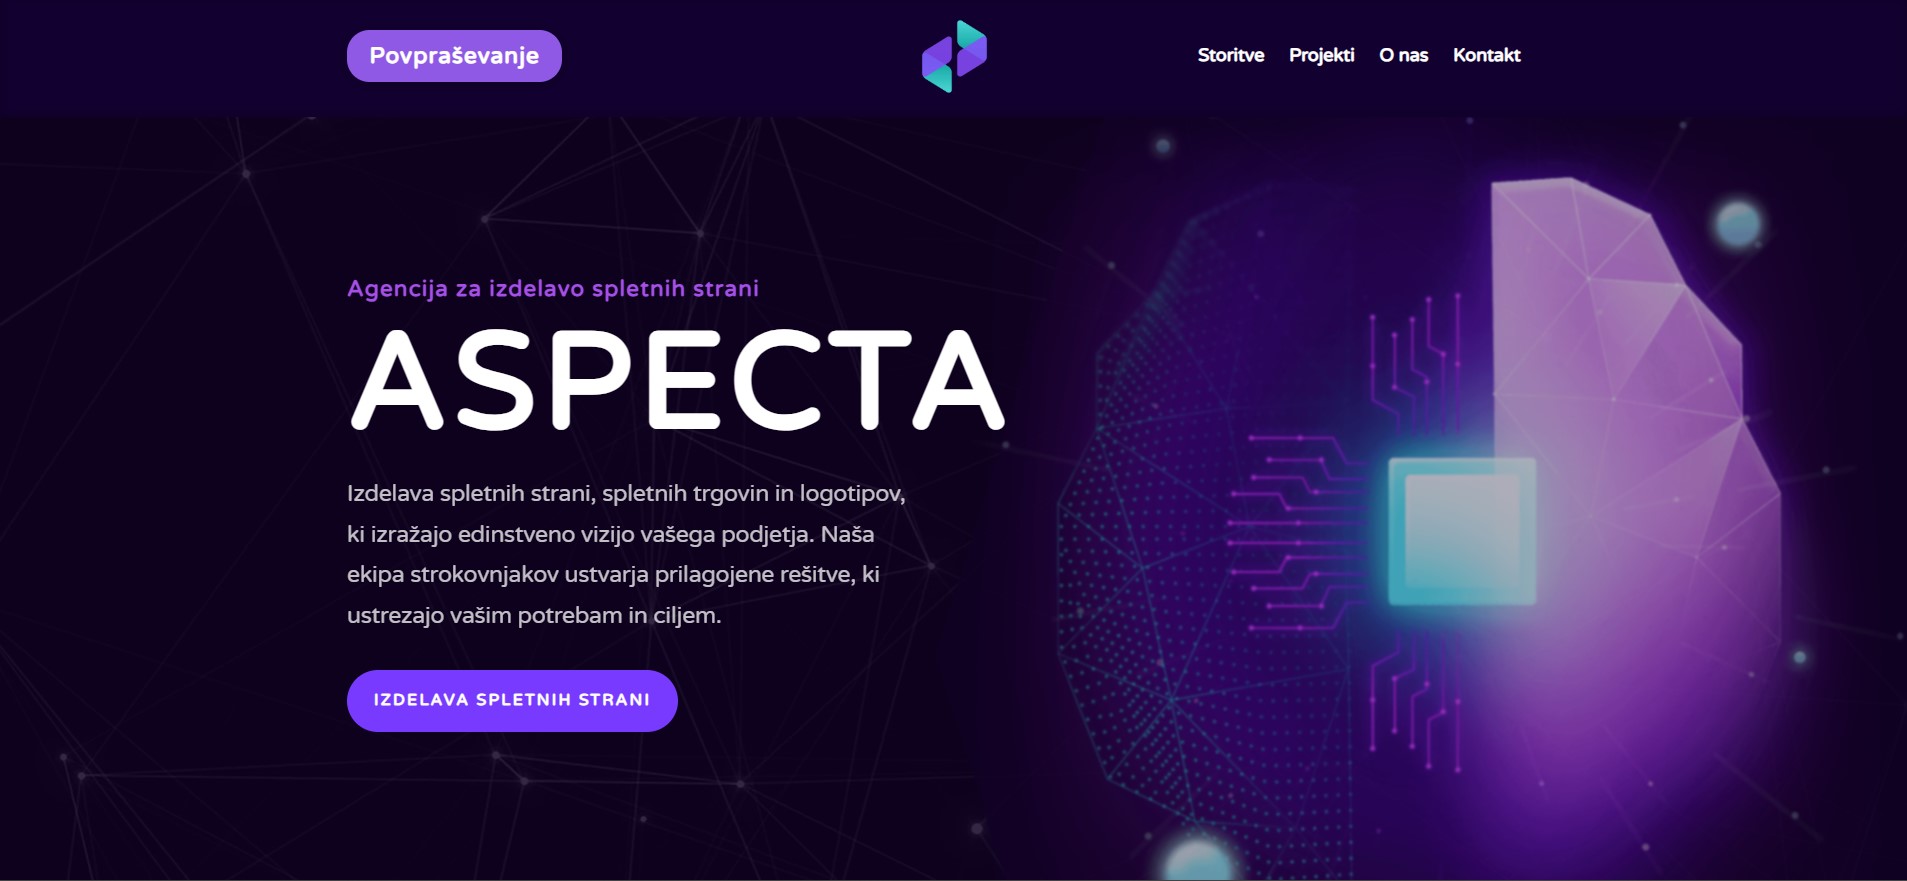 Povpraševanje
Storitve Projekti O nas Kontakt
Agencija za izdelavo spletnih strani
ASPECTA
Izdelava spletnih strani, spletnih trgovin in logotipov,
ki izražajo edinstveno vizijo vašega podjetja. Naša
ekipa strokovnjakov ustvarja prilagojene rešitve, ki
ustrezajo vašim potrebam in ciljem.
IZDELAVA SPLETNIH STRANI